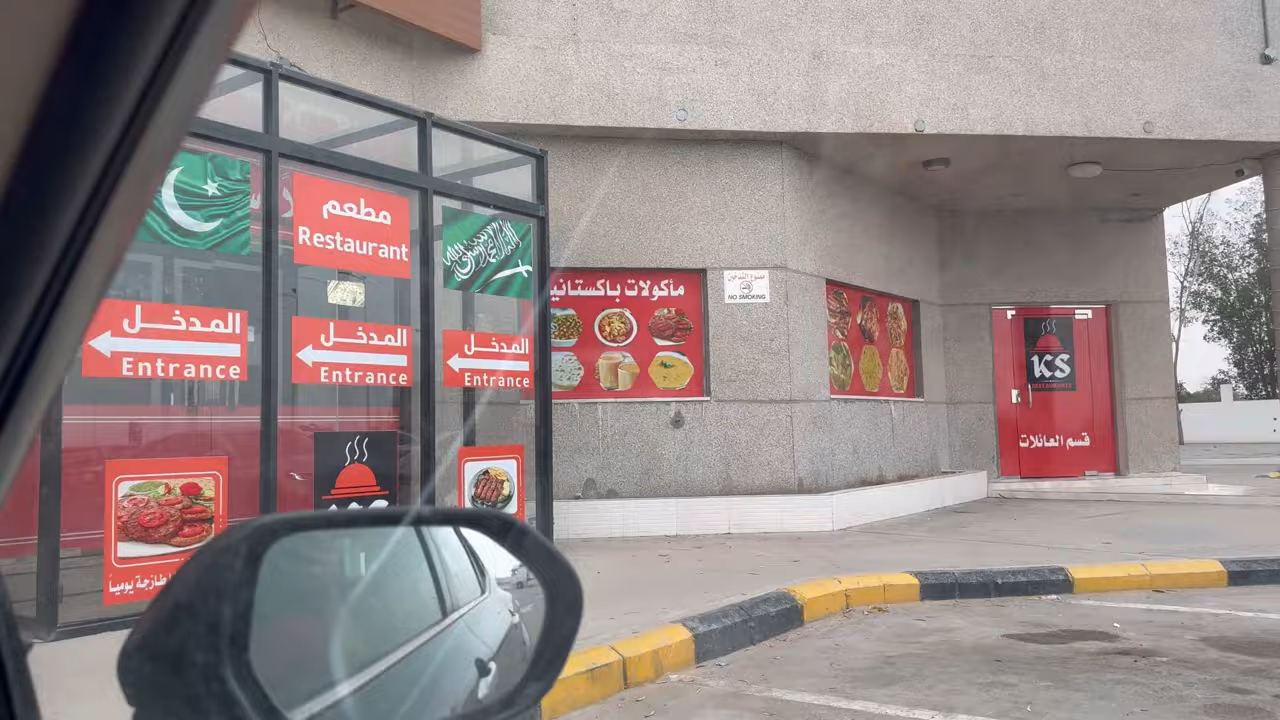 مطعم
Restaurant
المدخل
Entrance
المدخل
Entrance
المدخل
Entrance
طازجة يومياً
مأكولات باكستانية
ممنوع التدخين
NO SMOKING
KS
RESTAURANTS
قسم العائلات